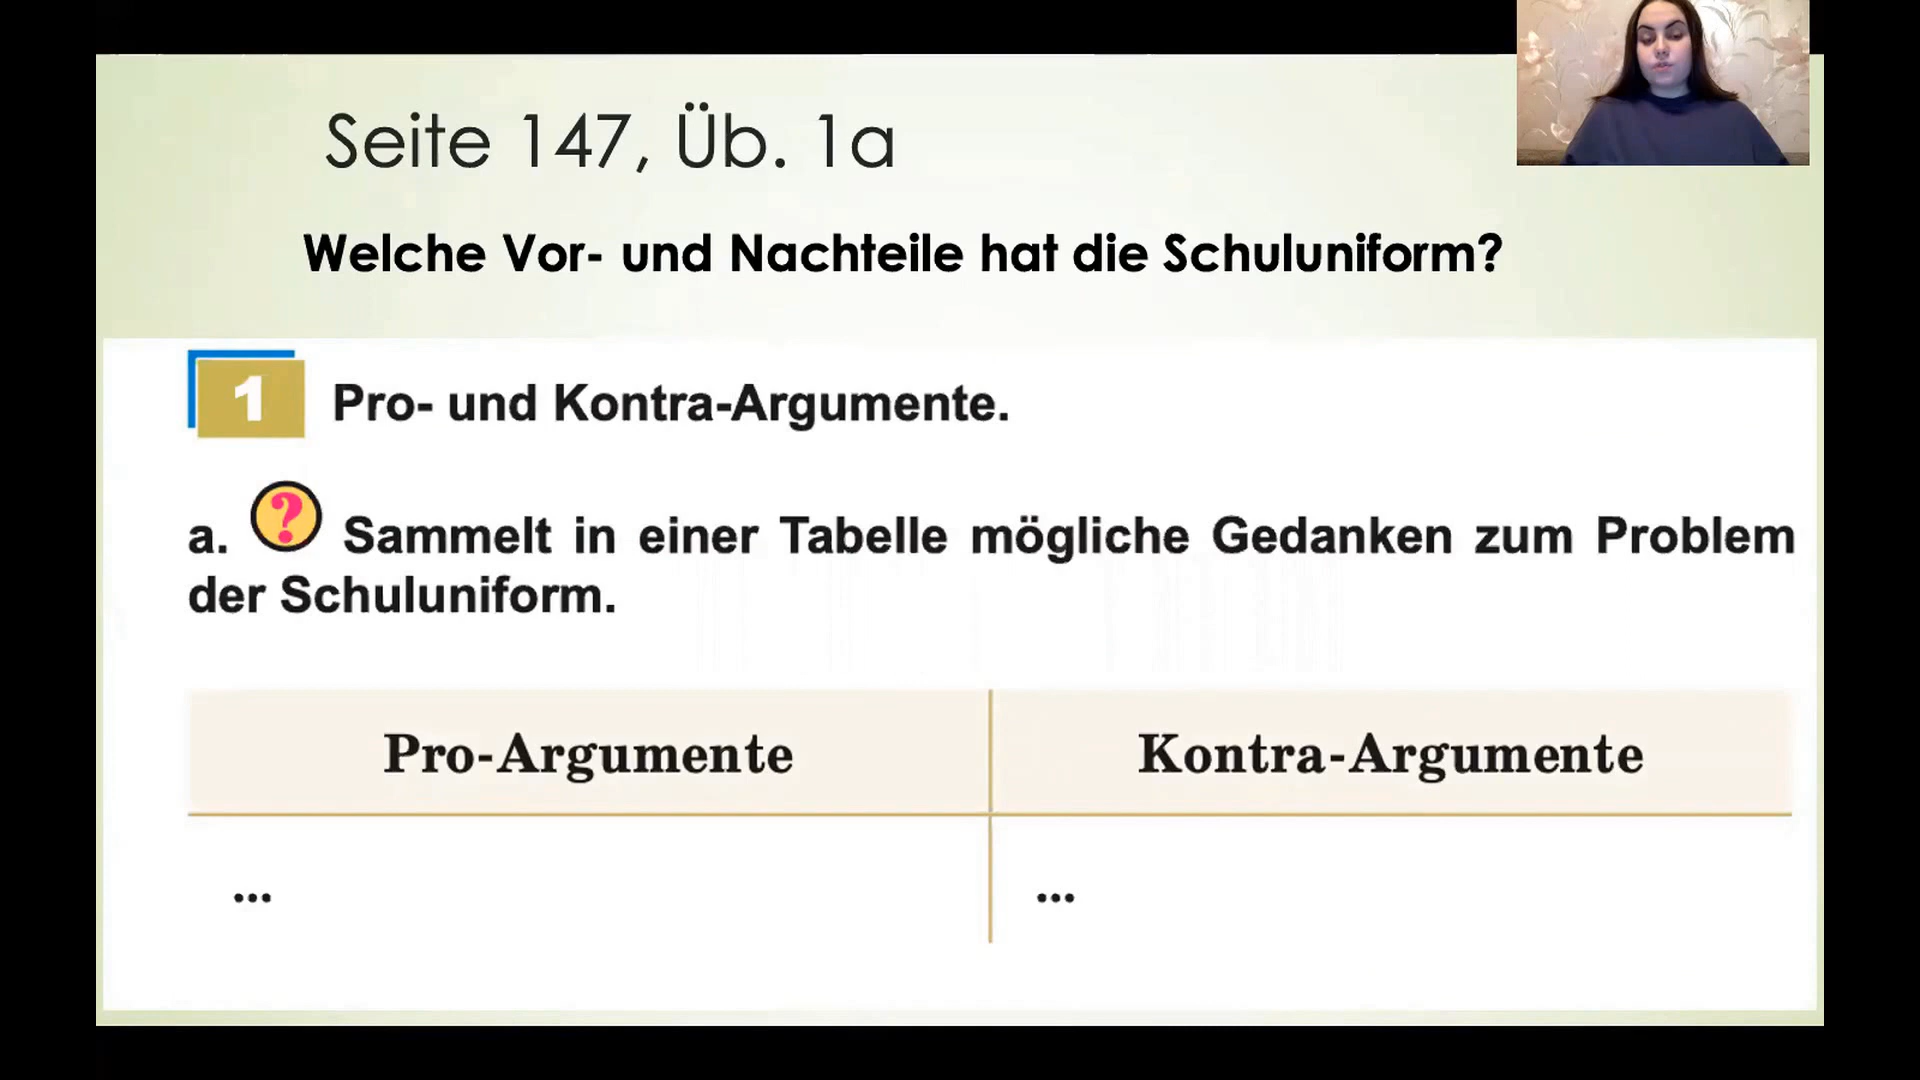 Seite 147, Üb. 1a
Welche Vor- und Nachteile hat die Schuluniform?
1 Pro- und Kontra-Argumente.
a. ? Sammelt in einer Tabelle mögliche Gedanken zum Problem
der Schuluniform.
Pro-Argumente Kontra-Argumente
... ...